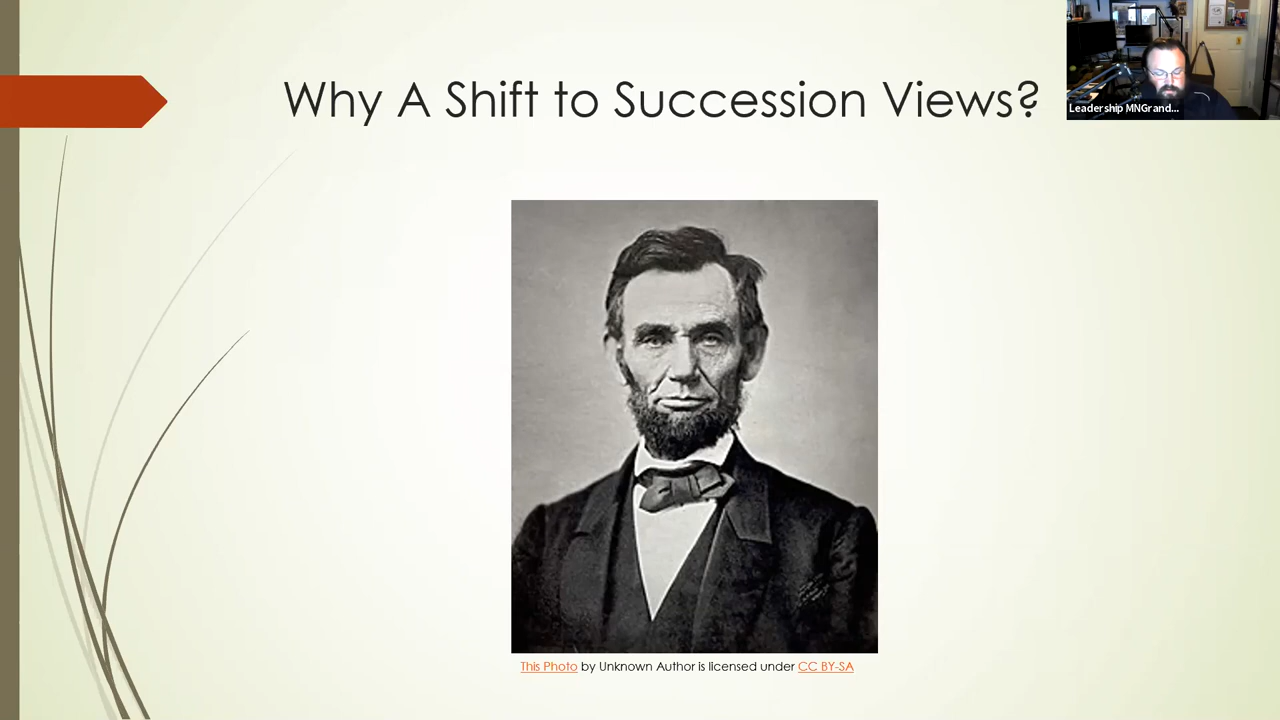 Why A Shift to Succession Views?
Leadership MNGrand...
This Photo by Unknown Author is licensed under CC BY-SA